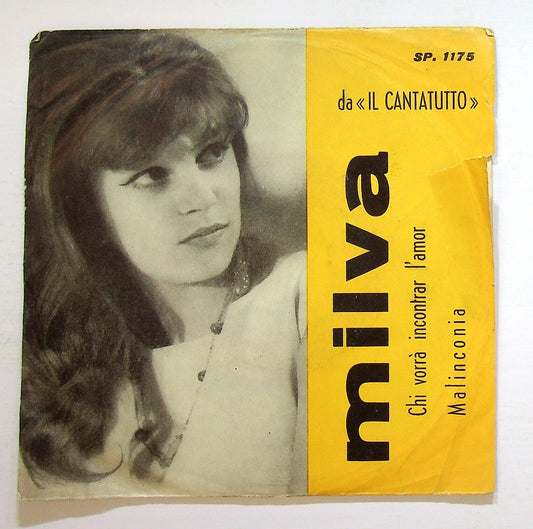 SP. 1175
da « IL CANTATUTTO »
milva
Chi vorrà incontrar l'amor
Malinconia